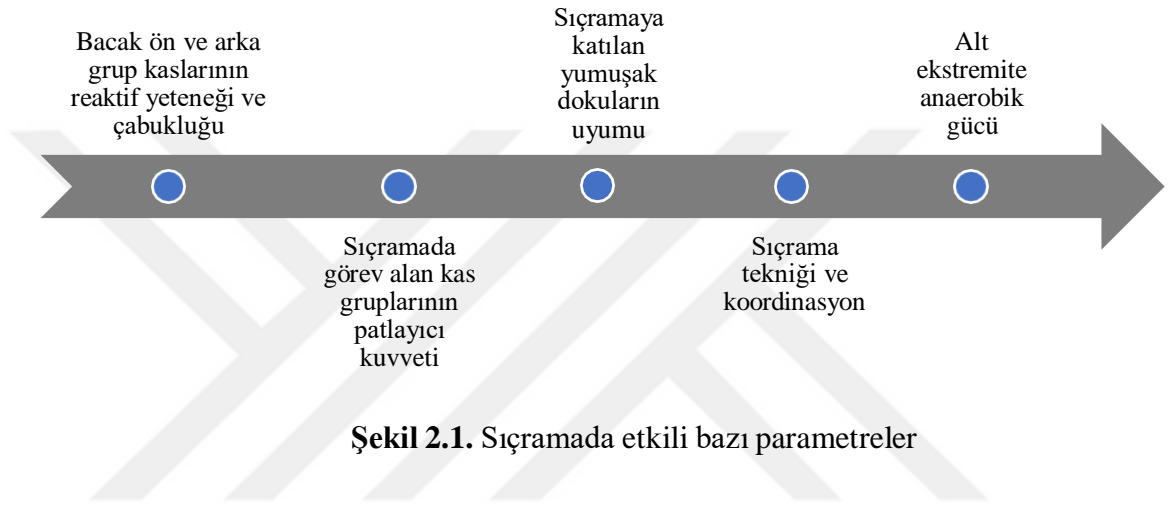 Bacak ön ve arka
grup kaslarının
reaktif yeteneği ve
çabukluğu
Sıçramada
görev alan kas
gruplarının
patlayıcı
kuvveti
Sıçramaya
katılan
yumuşak
dokuların
uyumu
Sıçrama
tekniği ve
koordinasyon
Alt
ekstremite
anaerobik
gücü
Şekil 2.1. Sıçramada etkili bazı parametreler